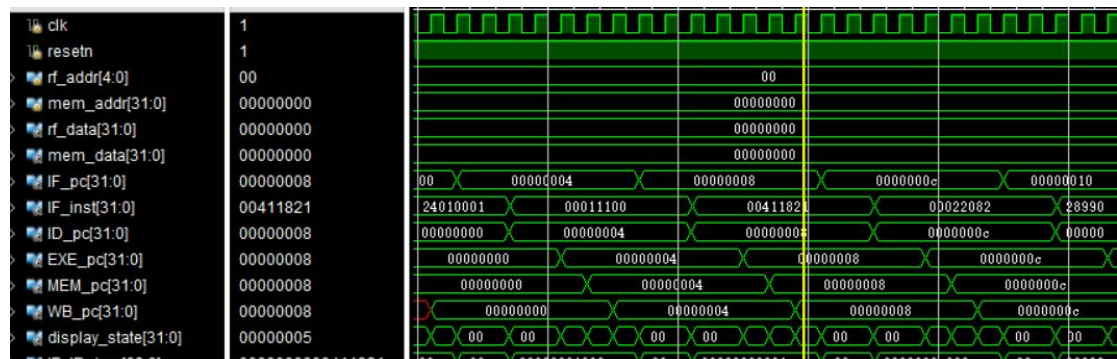 clk 1
resetn 1
rf_addr[4:0] 00 00
mem_addr[31:0] 00000000 00000000
rf_data[31:0] 00000000 00000000
mem_data[31:0] 00000000 00000000
IF_pc[31:0] 00000008 00 00000004 00000008 0000000c 00000010
IF_inst[31:0] 00411821 24010001 00011100 00411821 00022082 28990
ID_pc[31:0] 00000008 00000000 00000004 00000008 0000000c 00000
EXE_pc[31:0] 00000008 00000000 00000004 00000008 0000000c
MEM_pc[31:0] 00000008 00000000 00000004 00000008 0000000c
WB_pc[31:0] 00000008 00000000 00000004 00000008 0000000c
display_state[31:0] 00000005 00 00 00 00 00 00 00